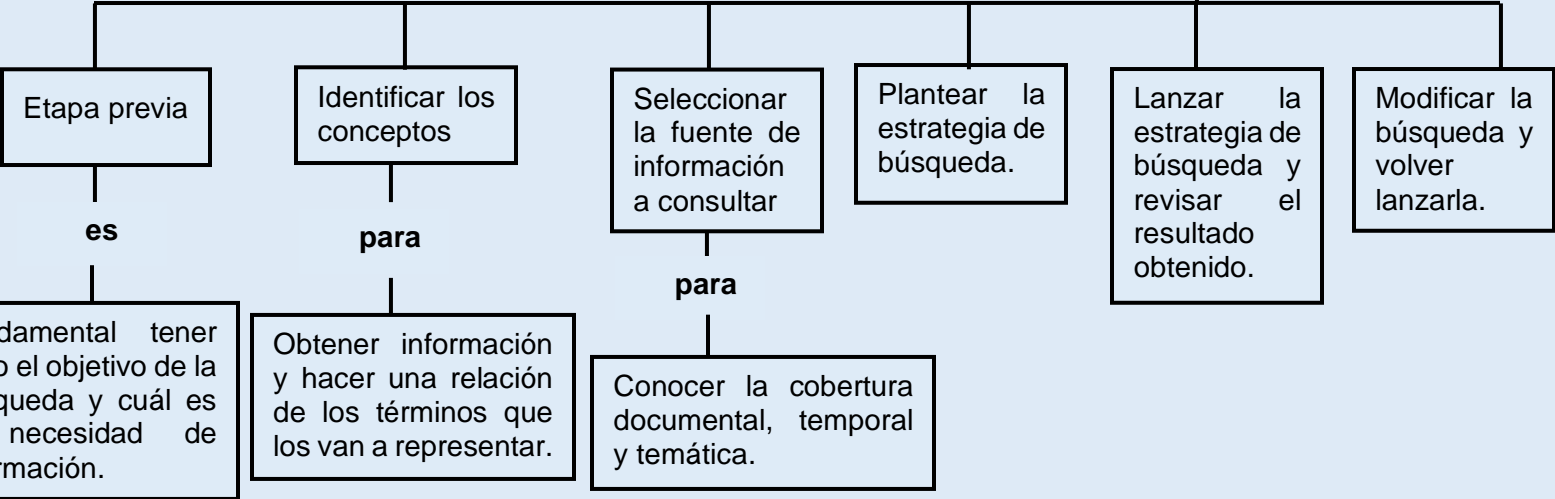 Etapa previa
es
damental tener
o el objetivo de la
queda y cuál es
necesidad de
rmación.
Identificar los
conceptos
para
Obtener información
y hacer una relación
de los términos que
los van a representar.
Seleccionar
la fuente de
información
a consultar
para
Conocer la cobertura
documental, temporal
y temática.
Plantear la
estrategia de
búsqueda.
Lanzar la
estrategia de
búsqueda y
revisar el
resultado
obtenido.
Modificar la
búsqueda y
volver
lanzarla.